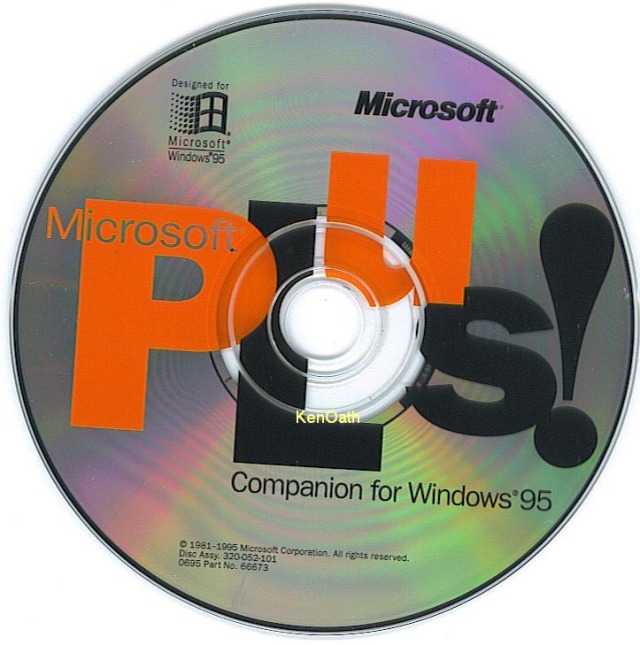 Designed for
Microsoft®
Windows®95
Microsoft®
Microsoft®
PLUS!
KenOath
Companion for Windows®95
© 1981–1995 Microsoft Corporation. All rights reserved.
Disc Assy. 320-052-101
0695 Part No. 66673